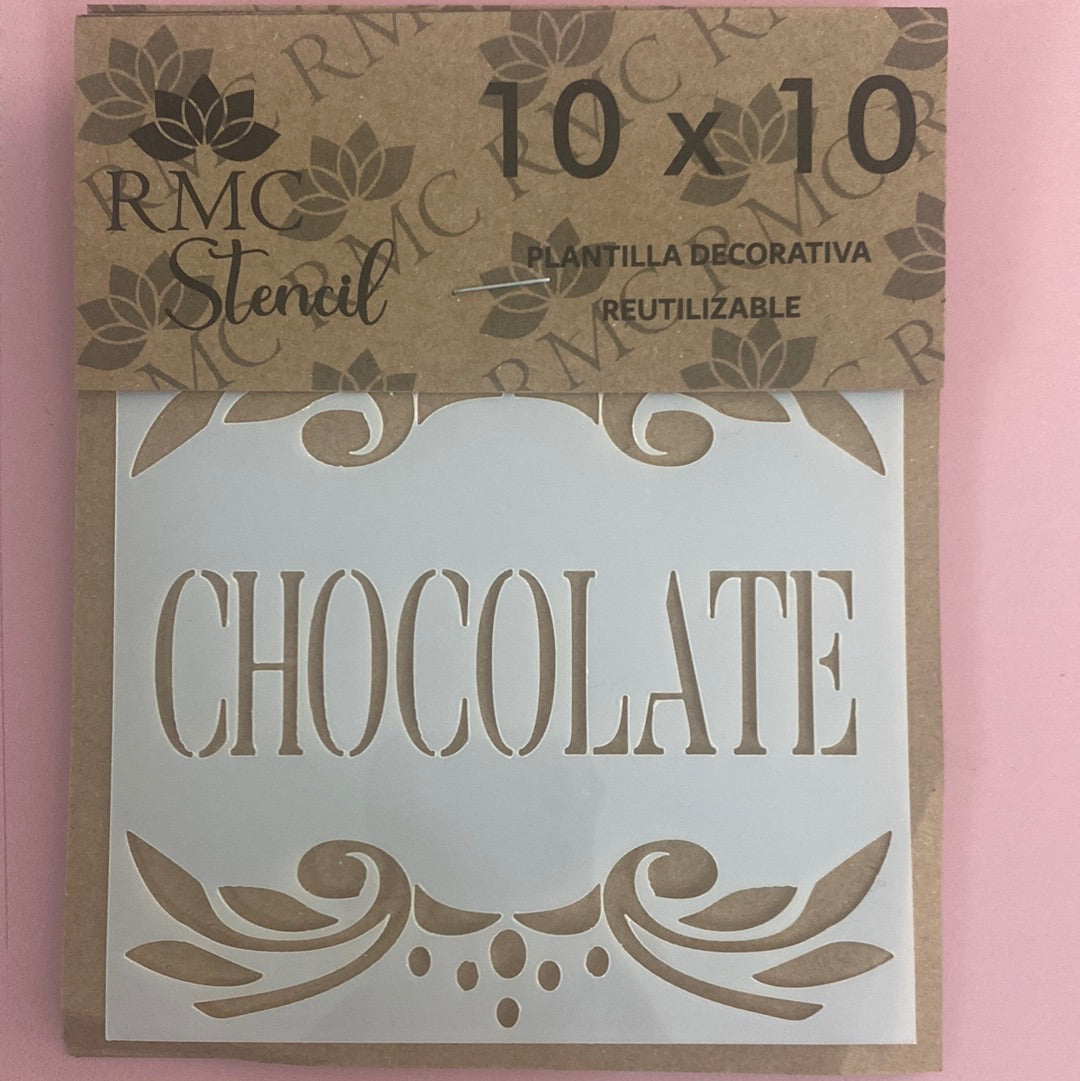 RMC
Stencil
10 x 10
PLANTILLA DECORATIVA
REUTILIZABLE
CHOCOLATE